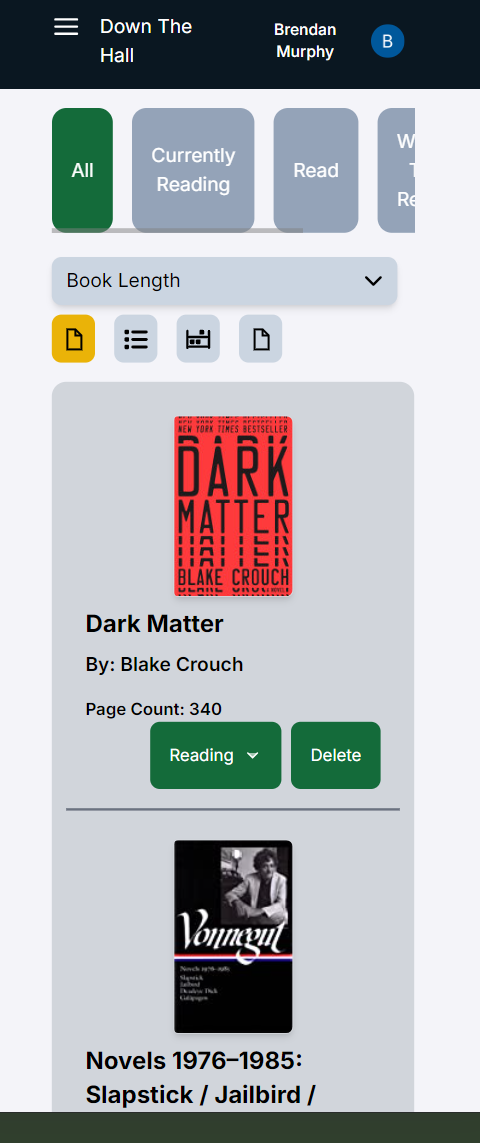 Down The
Hall
Brendan
Murphy
B
All
Currently
Reading
Read
Book Length
NEW YORK TIMES BESTSELLER
DARK
MATTER
BLAKE CROUCH
Dark Matter
By: Blake Crouch
Page Count: 340
Reading
Delete
Vonnegut
Novels 1976–1985
Slapstick
Jailbird
Deadeye Dick
Galápagos
Novels 1976–1985:
Slapstick / Jailbird /